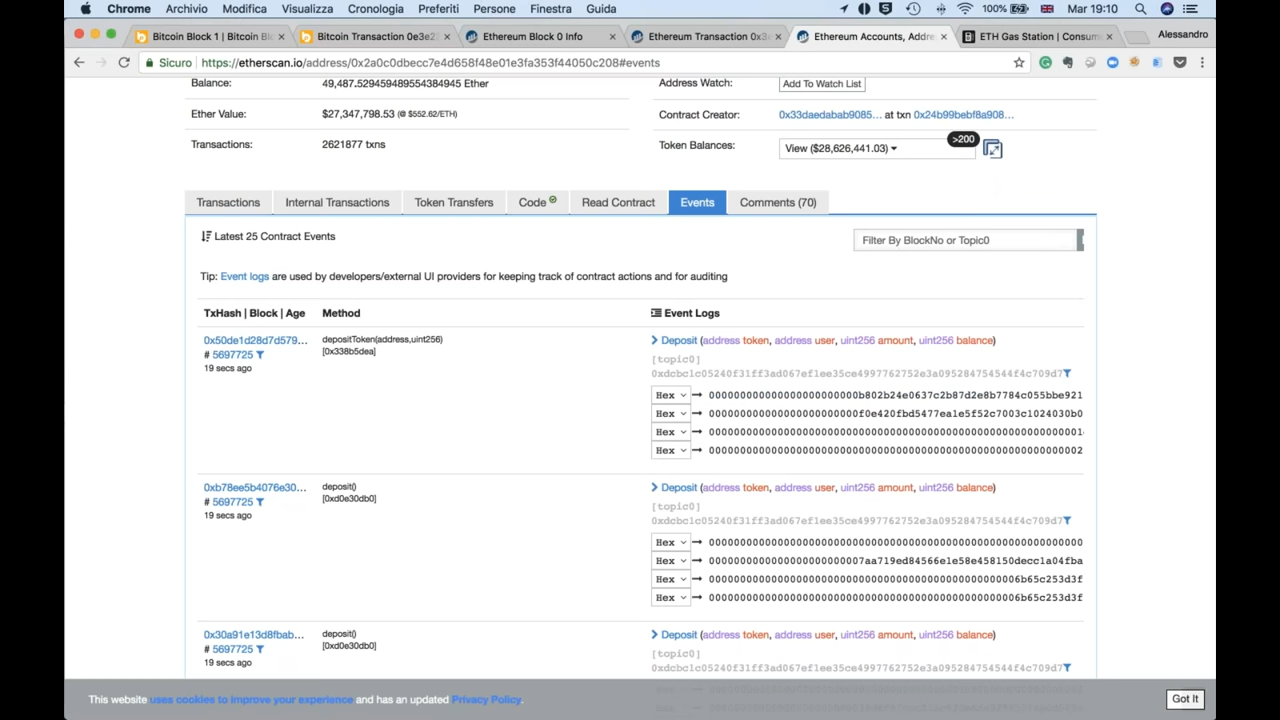 Chrome Archivio Modifica Visualizza Cronologia Preferiti Persone Finestra Guida 100% Mar 19:10
Bitcoin Block 1 | Bitcoin Bl Bitcoin Transaction 0e3e2 Ethereum Block 0 Info Ethereum Transaction 0x3 Ethereum Accounts, Addre ETH Gas Station | Consum Alessandro
Sicuro https://etherscan.io/address/0x2a0c0dbecc7e4d658f48e01e3fa353f44050c208#events
Balance: 49,487.529459489554384945 Ether Address Watch: Add To Watch List
Ether Value: $27,347,798.53 (@ $552.62/ETH) Contract Creator: 0x33daedabab9085... at txn 0x24b99bebf8a908...
Transactions: 2621877 txns Token Balances: View ($28,626,441.03) >200
Transactions Internal Transactions Token Transfers Code Read Contract Events Comments (70)
Latest 25 Contract Events Filter By BlockNo or Topic0
Tip: Event logs are used by developers/external UI providers for keeping track of contract actions and for auditing
TxHash | Block | Age Method Event Logs
0x50de1d28d7d579... depositToken(address,uint256) Deposit (address token, address user, uint256 amount, uint256 balance)
# 5697725 [0x338b5dea] [topic0]
19 secs ago 0xdcbc1c05240f31ff3ad067ef1ee35ce4997762752e3a095284754544f4c709d7
Hex 000000000000000000000000b802b24e0637c2b87d2e8b7784c055bbe921
Hex 000000000000000000000000f0e420fbd5477ea1e5f52c7003c1024030b0
Hex
Hex
0xb78ee5b4076e30... deposit() Deposit (address token, address user, uint256 amount, uint256 balance)
# 5697725 [0xd0e30db0] [topic0]
19 secs ago 0xdcbc1c05240f31ff3ad067ef1ee35ce4997762752e3a095284754544f4c709d7
Hex 000000000000000000000000000000000000000000000000000000000000
Hex 0000000000000000000000007aa719ed84566e1e58e458150decc1a04fba
Hex 0000000000000000000000000000000000000000000000000006b65c253d3f
Hex 0000000000000000000000000000000000000000000000000006b65c253d3f
0x30a91e13d8fbab... deposit() Deposit (address token, address user, uint256 amount, uint256 balance)
# 5697725 [0xd0e30db0] [topic0]
19 secs ago 0xdcbc1c05240f31ff3ad067ef1ee35ce4997762752e3a095284754544f4c709d7
This website uses cookies to improve your experience and has an updated Privacy Policy. Got It